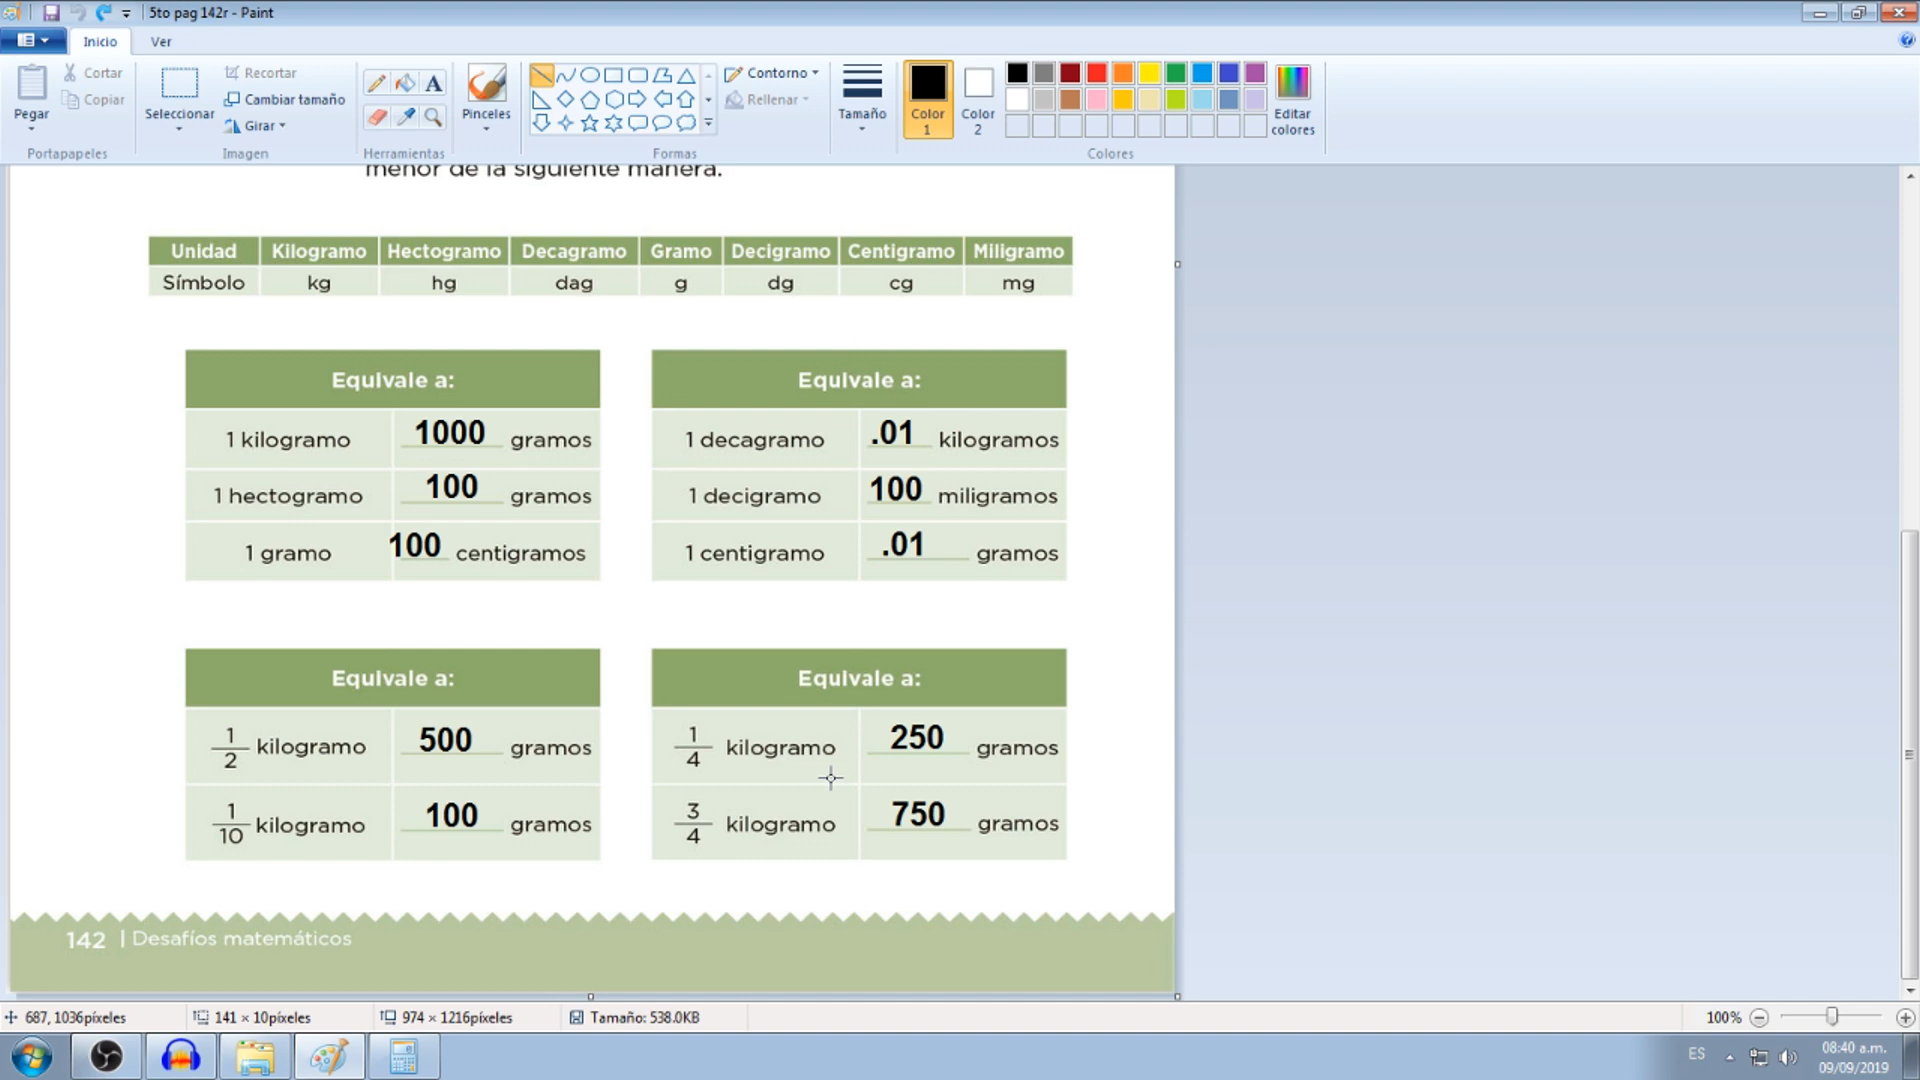 5to pag 142r - Paint
Inicio Ver
Pegar
Cortar
Copiar
Portapapeles
Seleccionar
Recortar
Cambiar tamaño
Girar
Imagen
A
Herramientas
Pinceles
Contorno
Rellenar
Formas
Tamaño
Color 1
Color 2
Editar colores
Colores
menor de la siguiente manera.
Unidad Kilogramo Hectogramo Decagramo Gramo Decigramo Centigramo Miligramo
Símbolo kg hg dag g dg cg mg
Equivale a:
1 kilogramo 1000 gramos
1 hectogramo 100 gramos
1 gramo 100 centigramos
Equivale a:
1 decagramo .01 kilogramos
1 decigramo 100 miligramos
1 centigramo .01 gramos
Equivale a:
1/2 kilogramo 500 gramos
1/10 kilogramo 100 gramos
Equivale a:
1/4 kilogramo 250 gramos
3/4 kilogramo 750 gramos
142 | Desafíos matemáticos
687, 1036píxeles 141 × 10píxeles 974 × 1216píxeles Tamaño: 538.0KB 100%
ES 08:40 a.m.
09/09/2019